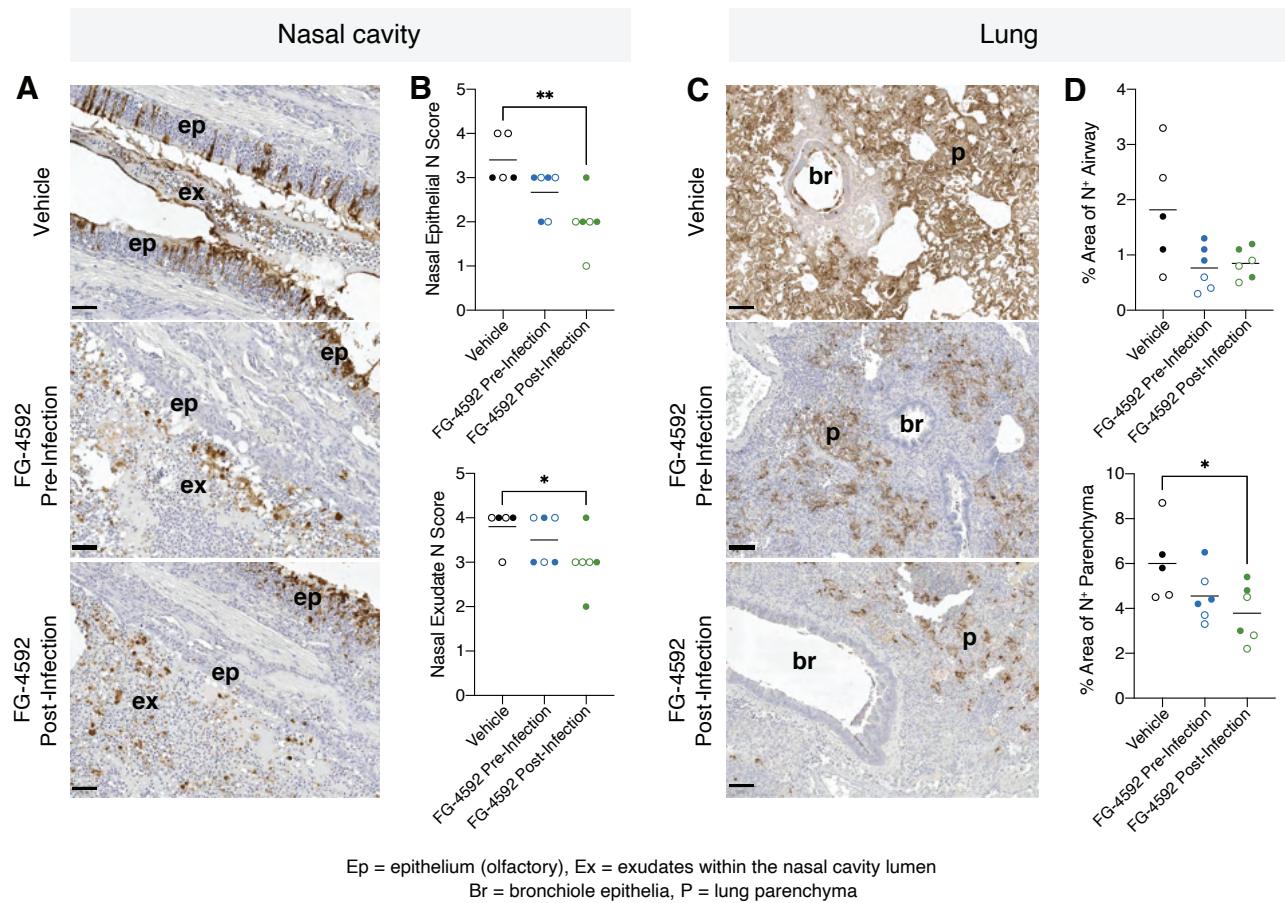 Nasal cavity
Lung
A
B
C
D
Vehicle
FG-4592
Pre-Infection
FG-4592
Post-Infection
ep
ex
ep
ep
ep
ex
ep
ep
ex
5
4
3
2
1
0
Nasal Epithelial N Score
**
Vehicle
FG-4592 Pre-Infection
FG-4592 Post-Infection
5
4
3
2
1
0
Nasal Exudate N Score
*
Vehicle
FG-4592 Pre-Infection
FG-4592 Post-Infection
Vehicle
FG-4592
Pre-Infection
FG-4592
Post-Infection
p
br
br
p
p
br
4
3
2
1
0
% Area of N⁺ Airway
Vehicle
FG-4592 Pre-Infection
FG-4592 Post-Infection
10
8
6
4
2
0
% Area of N⁺ Parenchyma
*
Vehicle
FG-4592 Pre-Infection
FG-4592 Post-Infection
Ep = epithelium (olfactory), Ex = exudates within the nasal cavity lumen
Br = bronchiole epithelia, P = lung parenchyma